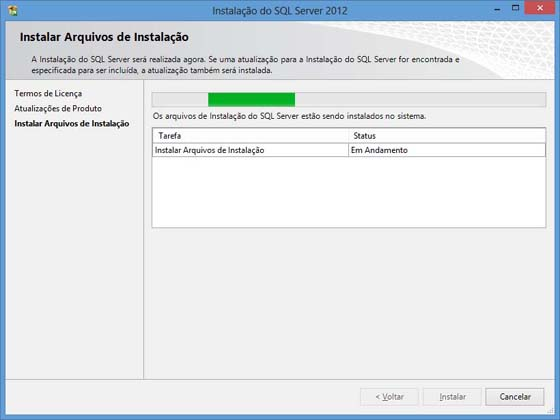 Instalação do SQL Server 2012
Instalar Arquivos de Instalação
A Instalação do SQL Server será realizada agora. Se uma atualização para a Instalação do SQL Server for encontrada e
especificada para ser incluída, a atualização também será instalada.
Termos de Licença
Atualizações de Produto
Instalar Arquivos de Instalação
Os arquivos de Instalação do SQL Server estão sendo instalados no sistema.
Tarefa Status
Instalar Arquivos de Instalação Em Andamento
< Voltar Instalar Cancelar